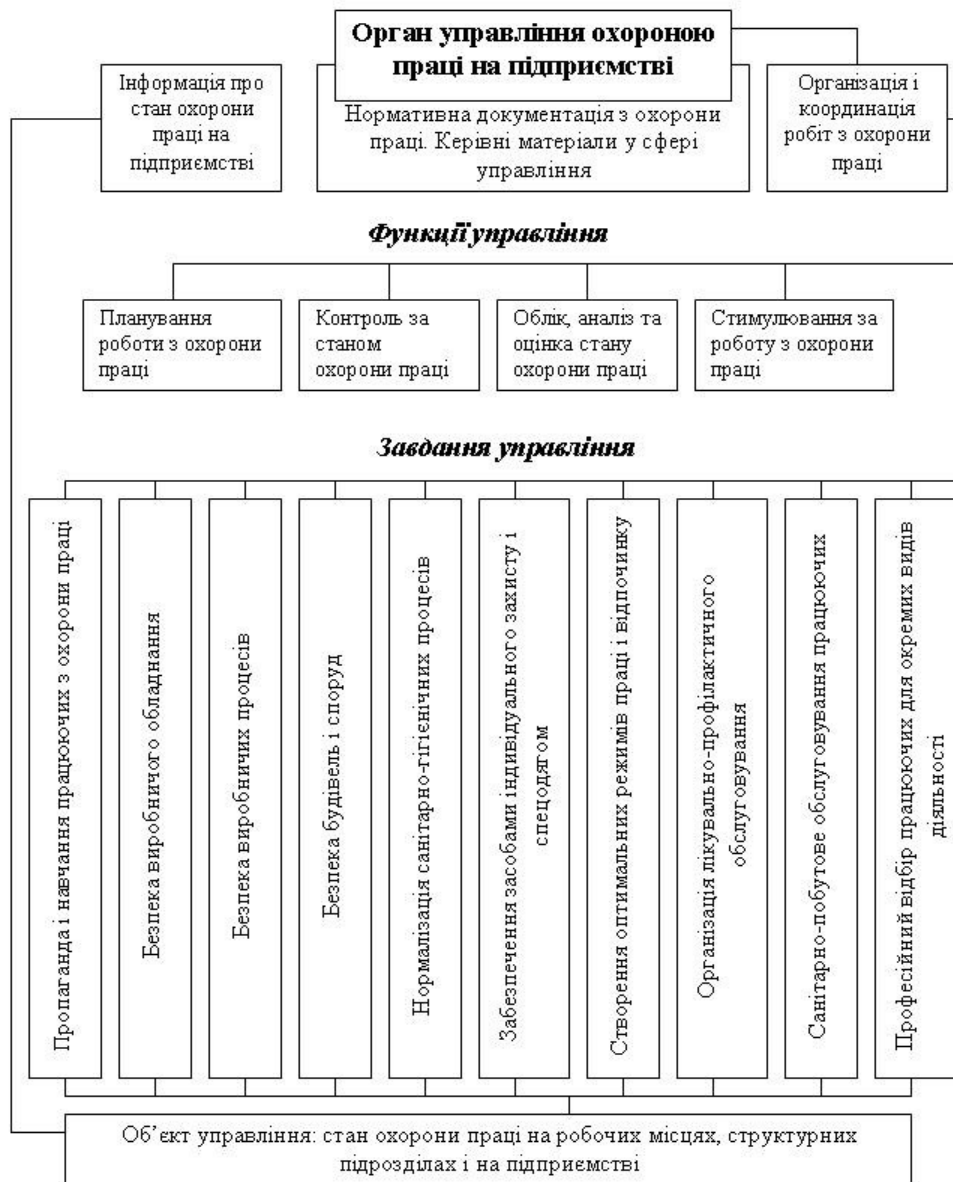 Орган управління охороною
праці на підприємстві
Інформація про
стан охорони
праці на
підприємстві
Нормативна документація з охорони
праці. Керівні матеріали у сфері
управління
Організація і
координація
робіт з охорони
праці
Функції управління
Планування
роботи з охорони
праці
Контроль за
станом
охорони праці
Облік, аналіз та
оцінка стану
охорони праці
Стимулювання за
роботу з охорони
праці
Завдання управління
Пропаганда і навчання працюючих з охорони праці
Безпека виробничого обладнання
Безпека виробничих процесів
Безпека будівель і споруд
Нормалізація санітарно-гігієнічних процесів
Забезпечення засобами індивідуального захисту і
спецодягом
Створення оптимальних режимів праці і відпочинку
Організація лікувально-профілактичного
обслуговування
Санітарно-побутове обслуговування працюючих
Професійний відбір працюючих для окремих видів
діяльності
Об’єкт управління: стан охорони праці на робочих місцях, структурних
підрозділах і на підприємстві